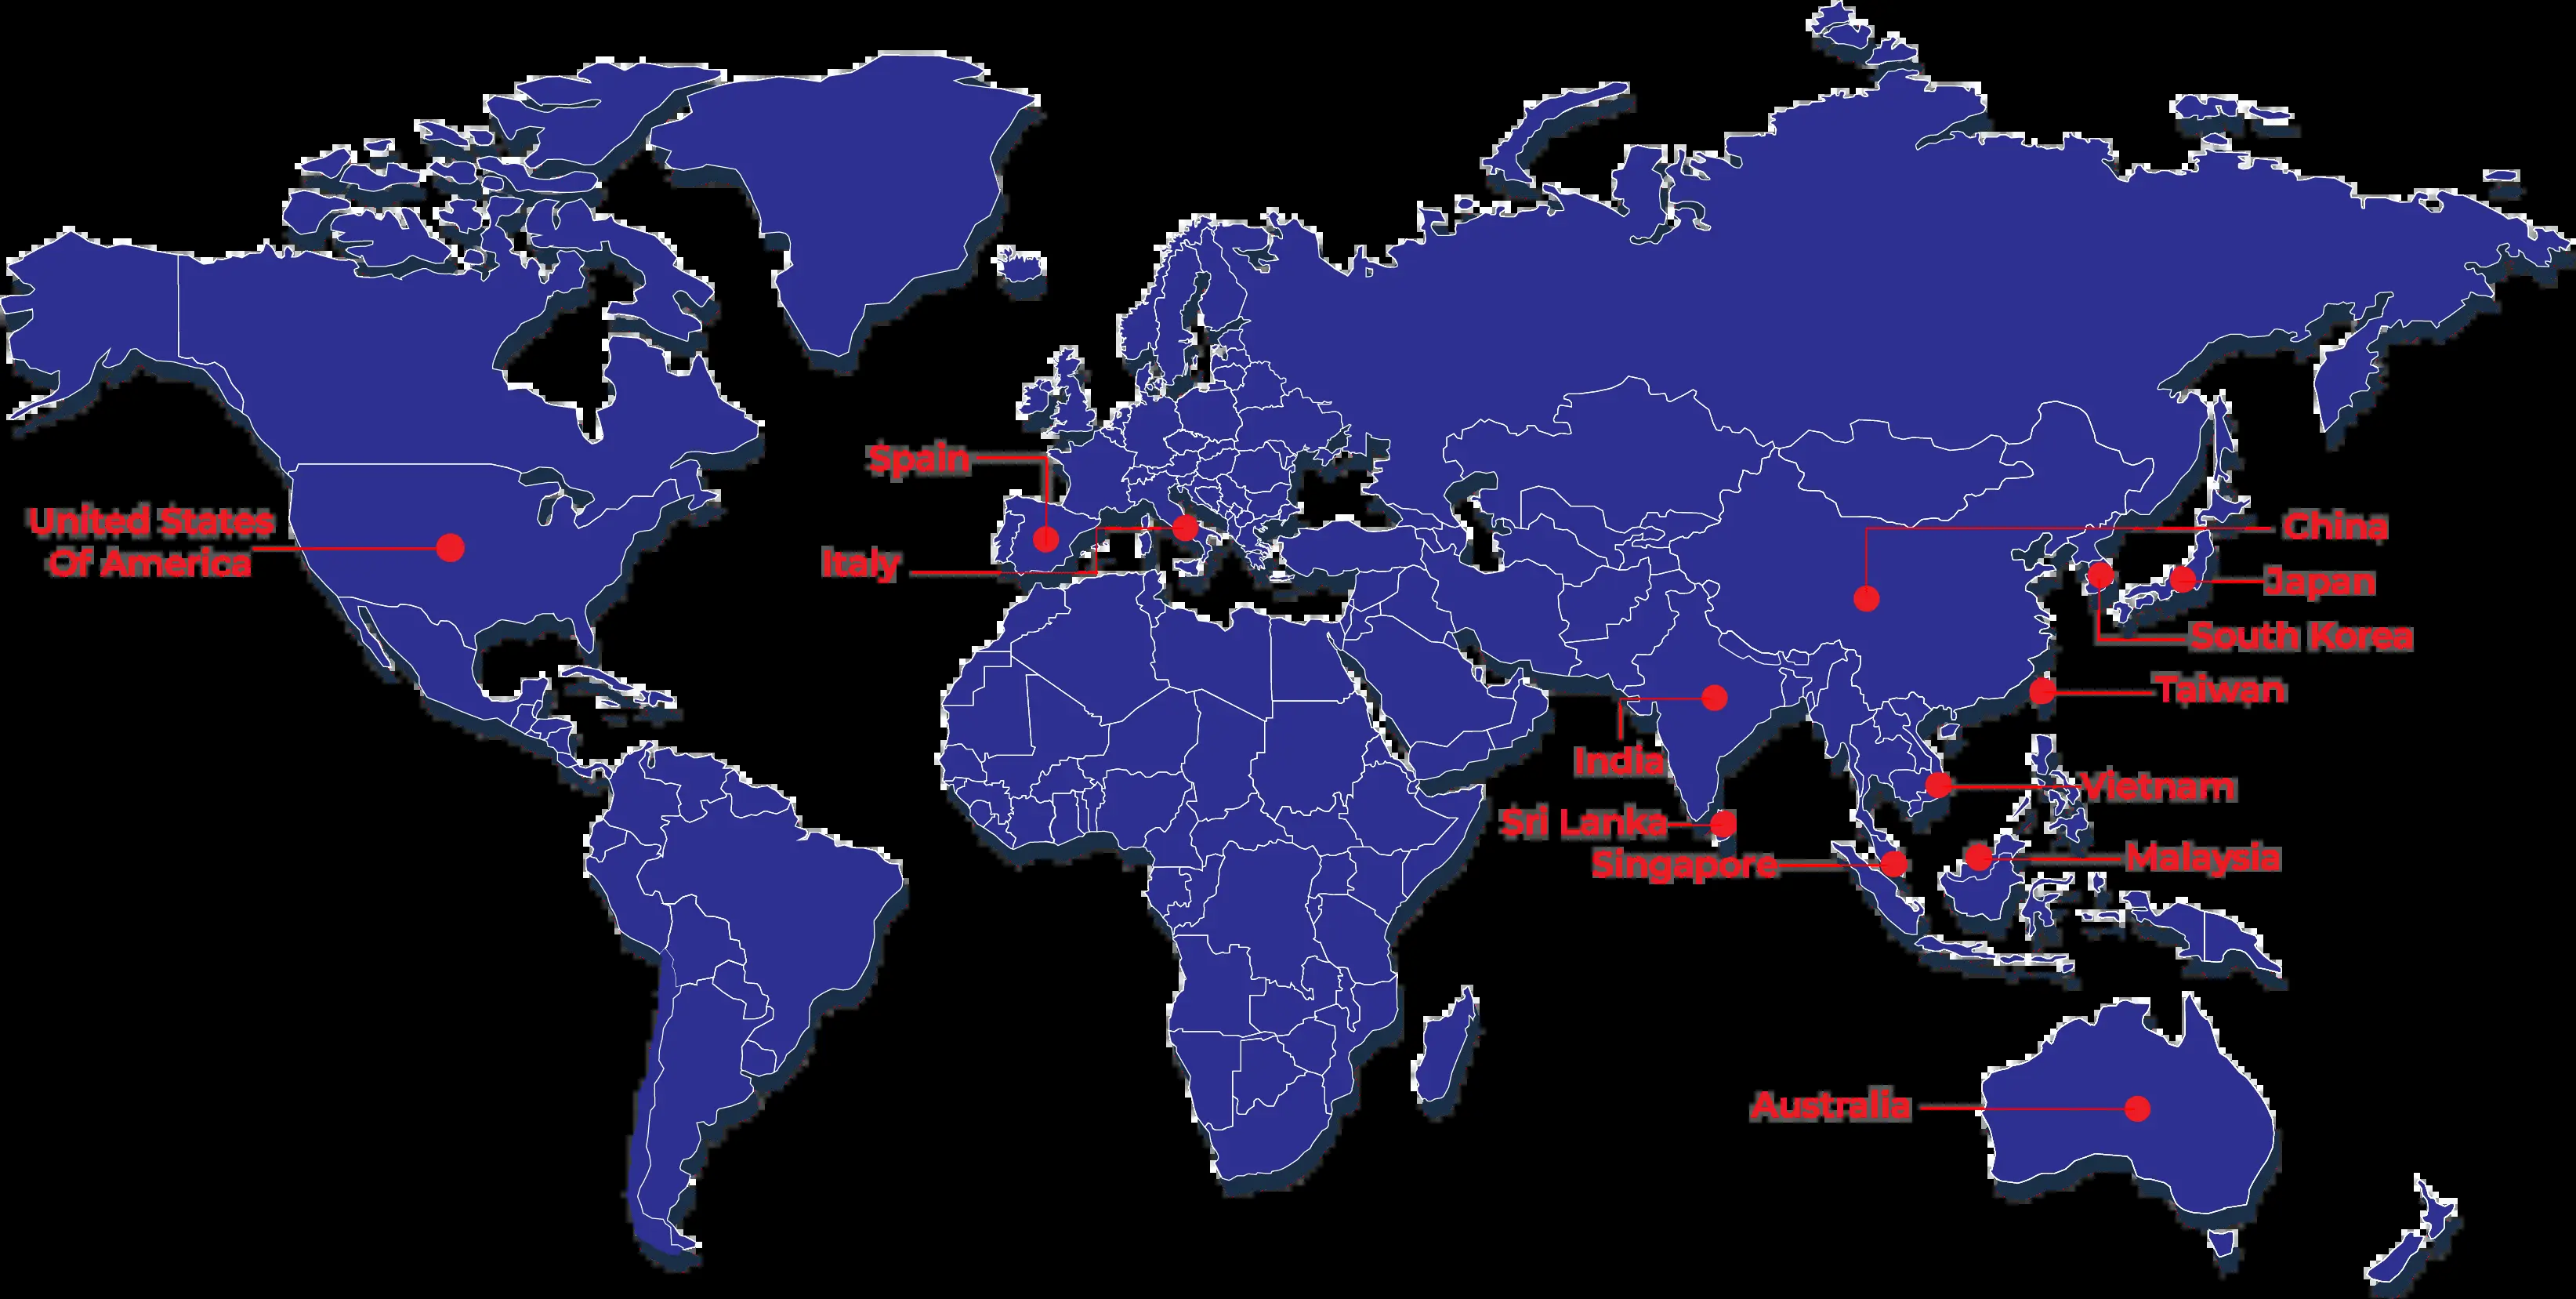 Spain
United States
Of America
Italy
China
Japan
South Korea
Taiwan
India
Vietnam
Sri Lanka
Singapore
Malaysia
Australia